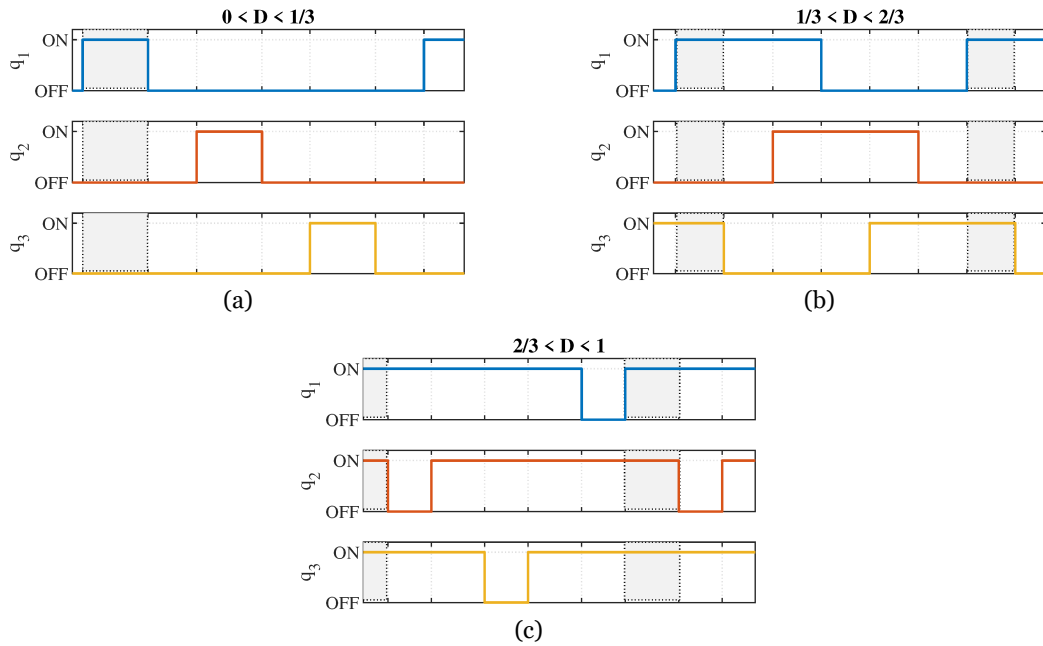 0 < D < 1/3
ON
q1
OFF
ON
q2
OFF
ON
q3
OFF
(a)
1/3 < D < 2/3
ON
q1
OFF
ON
q2
OFF
ON
q3
OFF
(b)
2/3 < D < 1
ON
q1
OFF
ON
q2
OFF
ON
q3
OFF
(c)